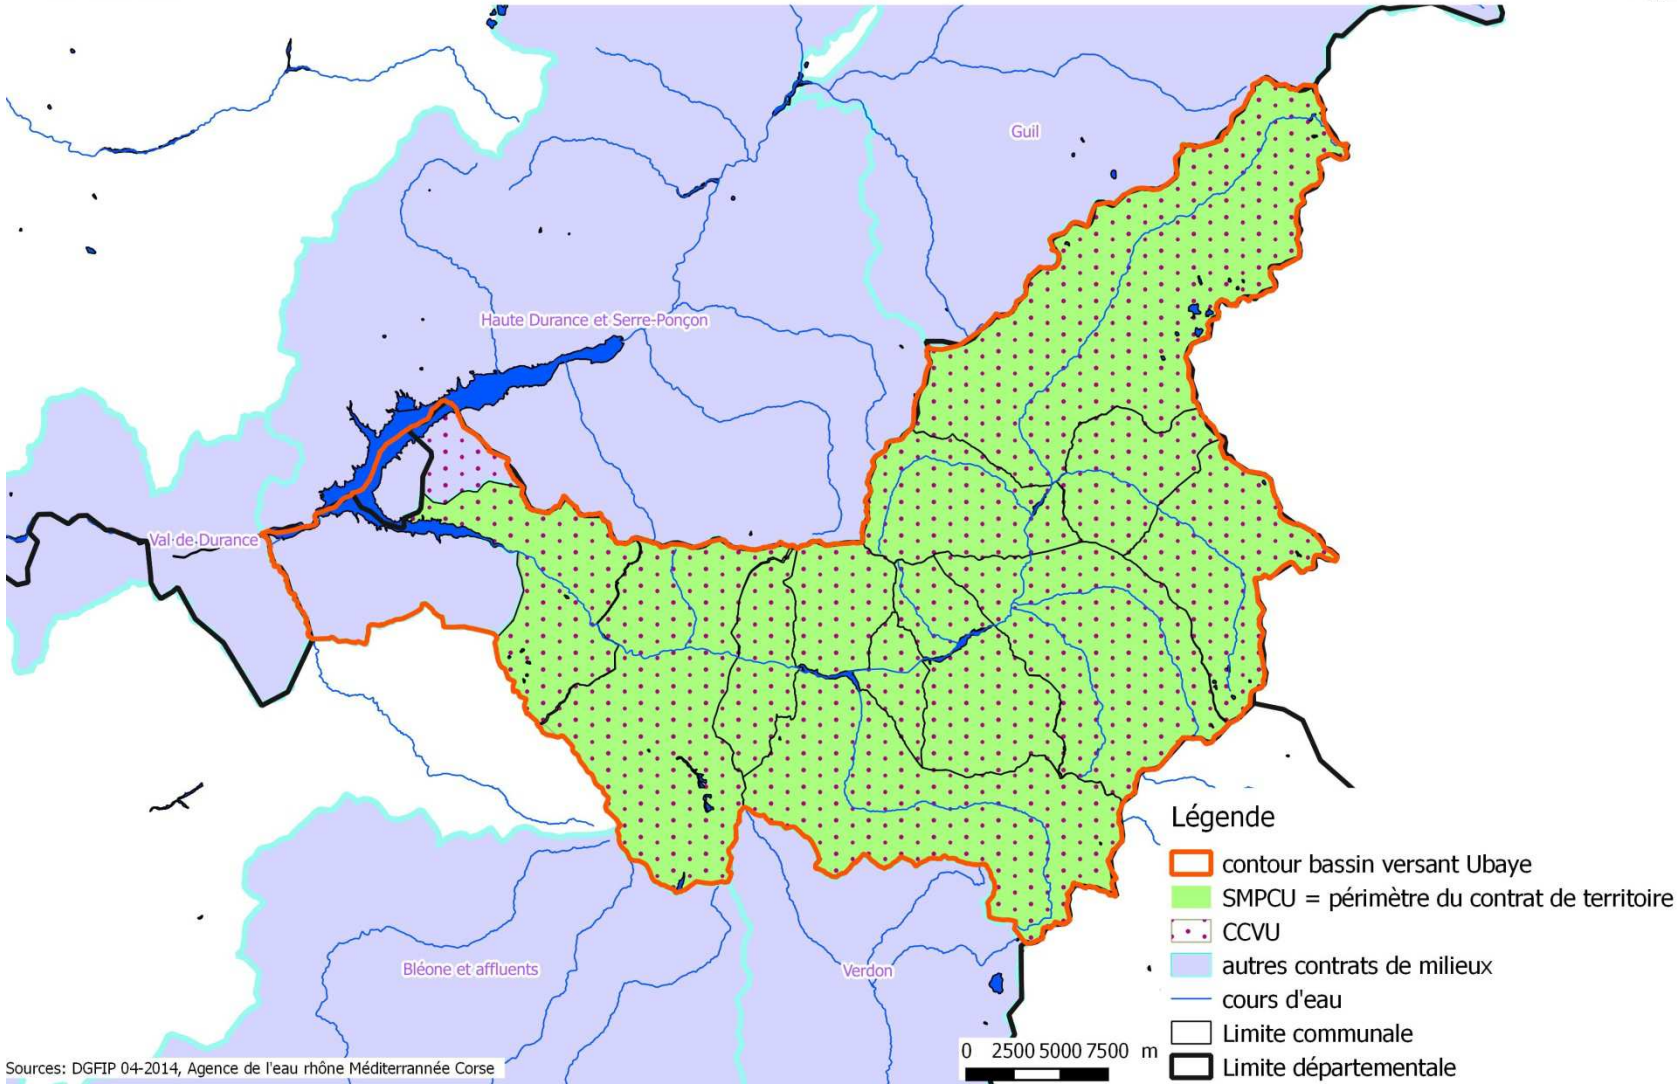 Guil
Haute Durance et Serre-Ponçon
Val de Durance
Bléone et affluents
Verdon
Légende
contour bassin versant Ubaye
SMPCU = périmètre du contrat de territoire
CCVU
autres contrats de milieux
cours d'eau
Limite communale
Limite départementale
0 2500 5000 7500 m
Sources: DGFIP 04-2014, Agence de l'eau rhône Méditerrannée Corse